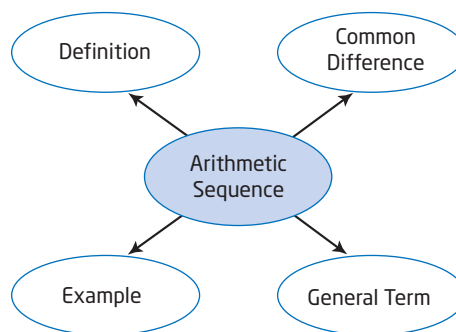 Definition
Common
Difference
Arithmetic
Sequence
Example
General Term